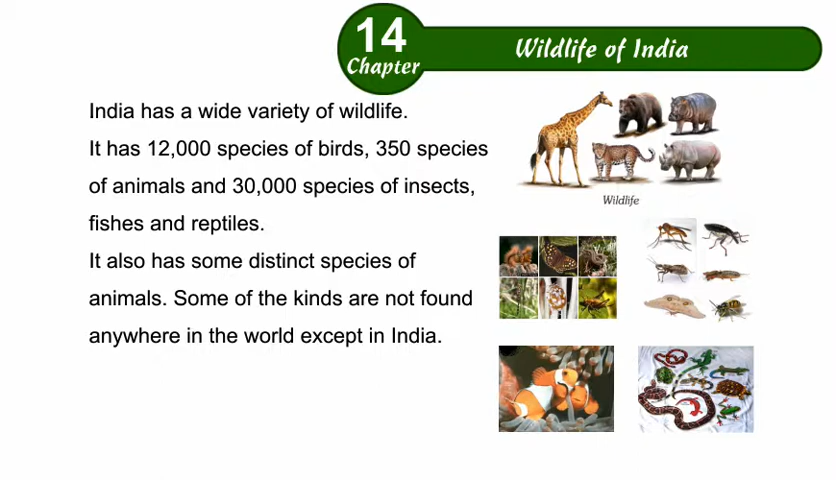 14
Chapter
Wildlife of India
India has a wide variety of wildlife.
It has 12,000 species of birds, 350 species
of animals and 30,000 species of insects,
fishes and reptiles.
It also has some distinct species of
animals. Some of the kinds are not found
anywhere in the world except in India.
Wildlife